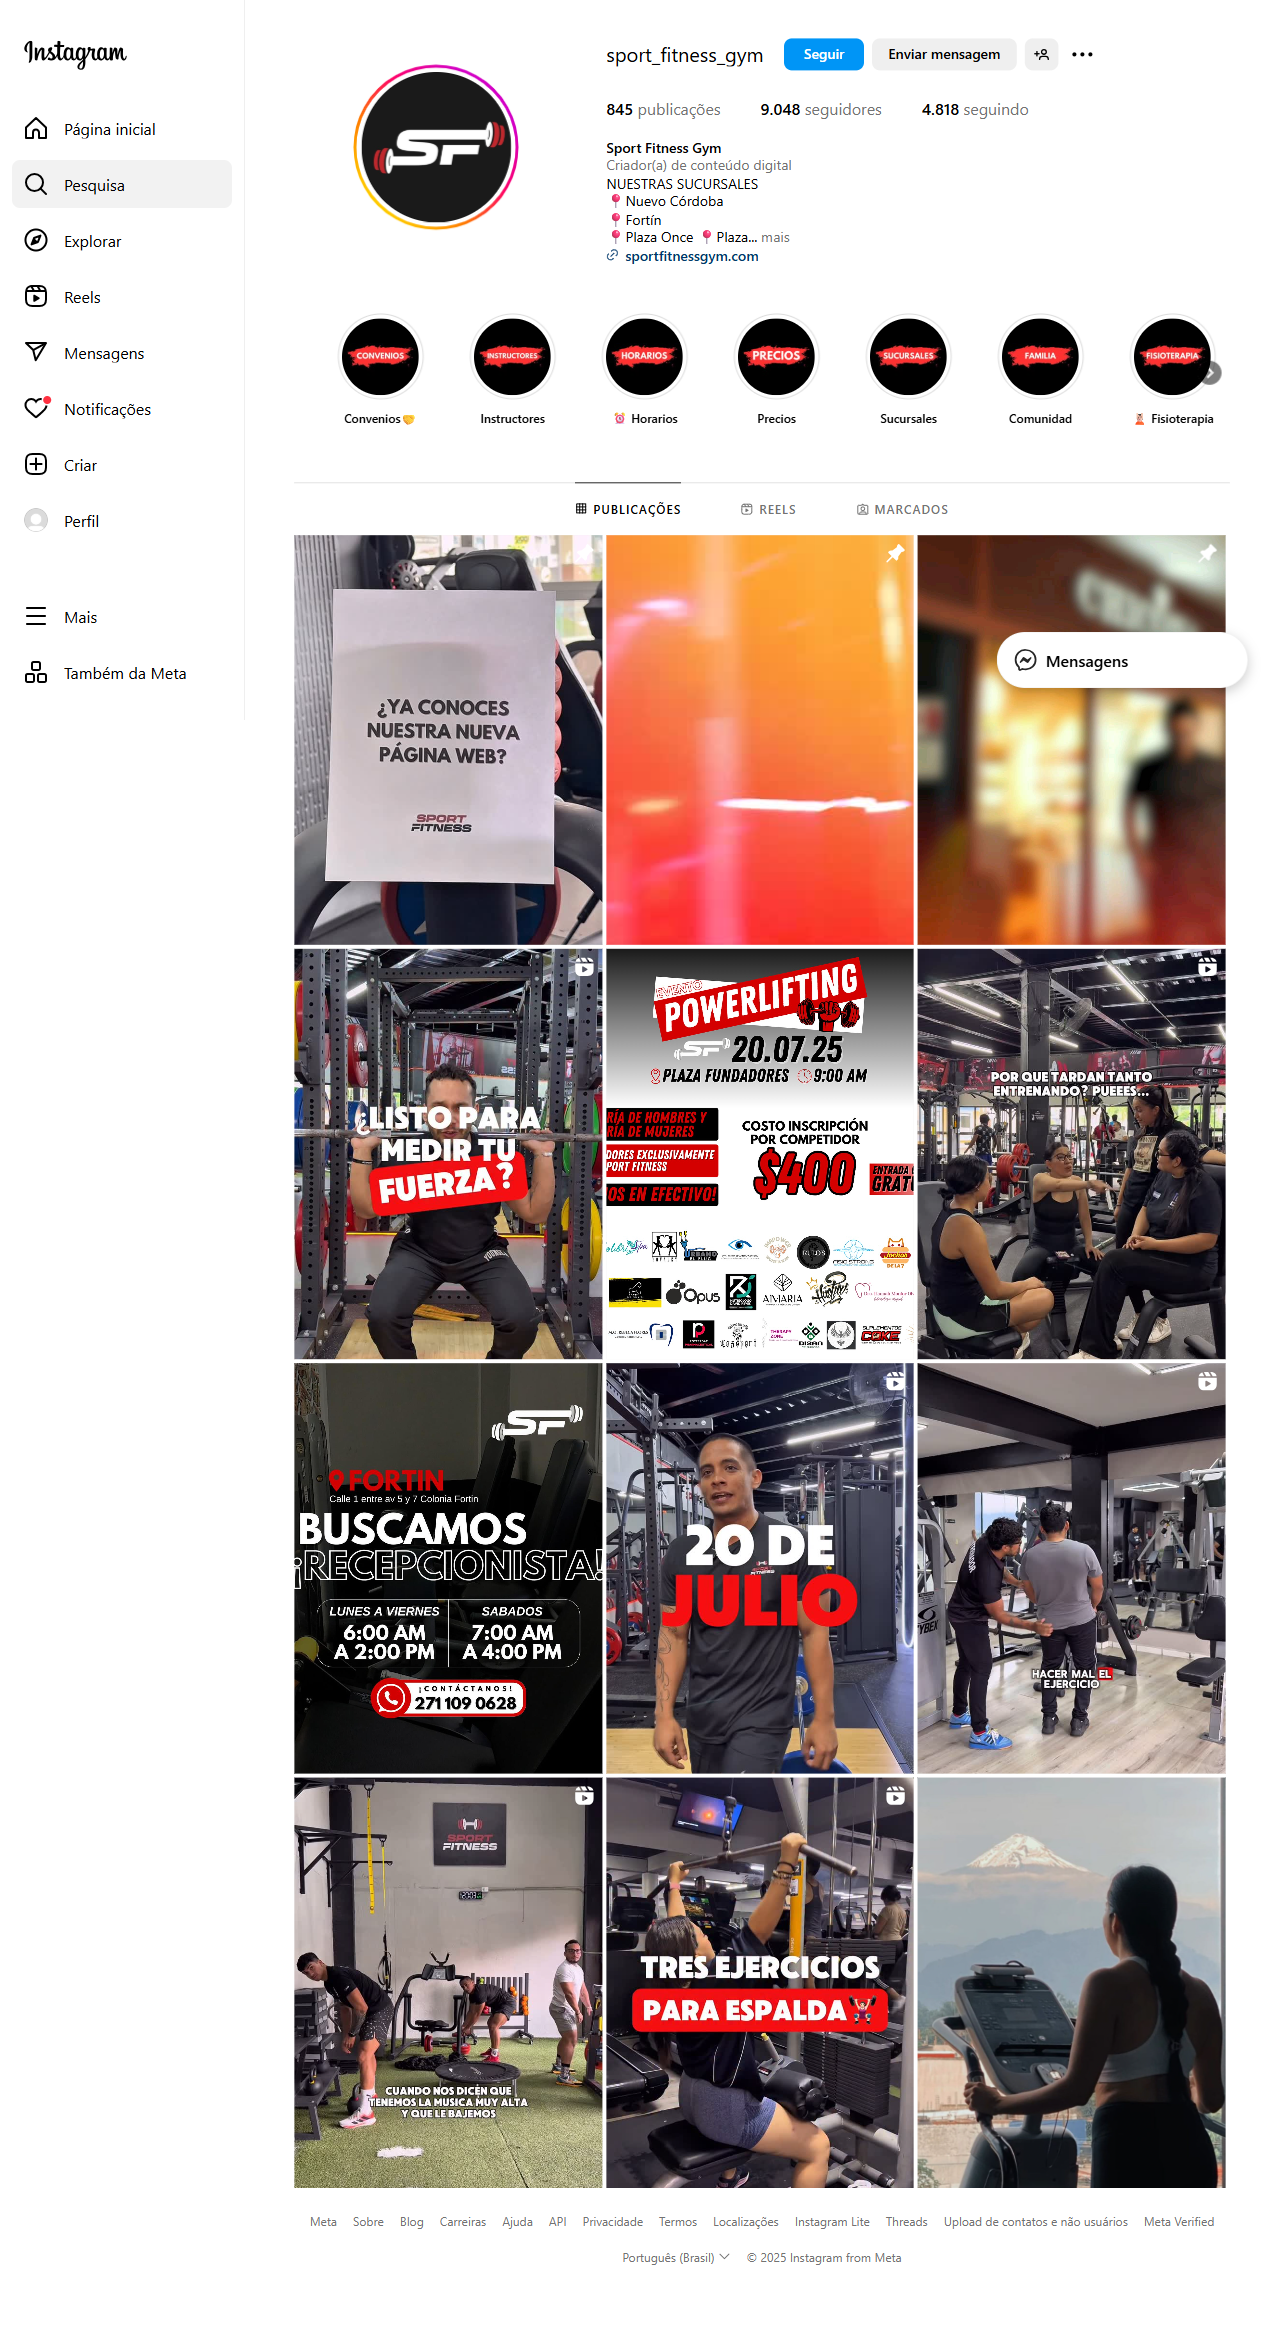 Instagram
Página inicial
Pesquisa
Explorar
Reels
Mensagens
Notificações
Criar
Perfil
Mais
Também da Meta
sport_fitness_gym
Seguir
Enviar mensagem
845 publicações 9.048 seguidores 4.818 seguindo
SF
Sport Fitness Gym
Criador(a) de conteúdo digital
NUESTRAS SUCURSALES
📍Nuevo Córdoba
📍Fortín
📍Plaza Once 📍Plaza... mais
sportfitnessgym.com
CONVENIOS
INSTRUCTORES
HORARIOS
PRECIOS
SUCURSALES
FAMILIA
FISIOTERAPIA
Convenios🤝
Instructores
⏰ Horarios
Precios
Sucursales
Comunidad
Fisioterapia
PUBLICAÇÕES
REELS
MARCADOS
¿YA CONOCES
NUESTRA NUEVA
PÁGINA WEB?
SPORT
FITNESS
Mensagens
¿LISTO PARA
MEDIR TU
FUERZA?
EVENTO
POWERLIFTING
SF 20.07.25
PLAZA FUNDADORES 9:00 AM
RÍA DE HOMBRES Y
RÍA DE MUJERES
DORES EXCLUSIVAMENTE
PORT FITNESS
OS EN EFECTIVO!
COSTO INSCRIPCIÓN
POR COMPETIDOR
$400
ENTRADA
GRAT
Opus
AMARIA
THERAPY
ZONE
DIGAN
SUPLEMENTOS
COKE
POR QUE TARDAN TANTO
ENTRENANDO? PUEEES...
SF
FORTIN
Calle 1 entre av 5 y 7 Colonia Fortin
BUSCAMOS
¡RECEPCIONISTA!
LUNES A VIERNES
6:00 AM
A 2:00 PM
SABADOS
7:00 AM
A 4:00 PM
¡CONTÁCTANOS!
271 109 0628
20 DE
JULIO
FITNESS
CYBEX
HACER MAL EL
EJERCICIO
SPORT
FITNESS
CUANDO NOS DICEN QUE
TENEMOS LA MUSICA MUY ALTA
Y QUE LE BAJEMOS
TRES EJERCICIOS
PARA ESPALDA
Meta Sobre Blog Carreiras Ajuda API Privacidade Termos Localizações Instagram Lite Threads Upload de contatos e não usuários Meta Verified
Português (Brasil) © 2025 Instagram from Meta